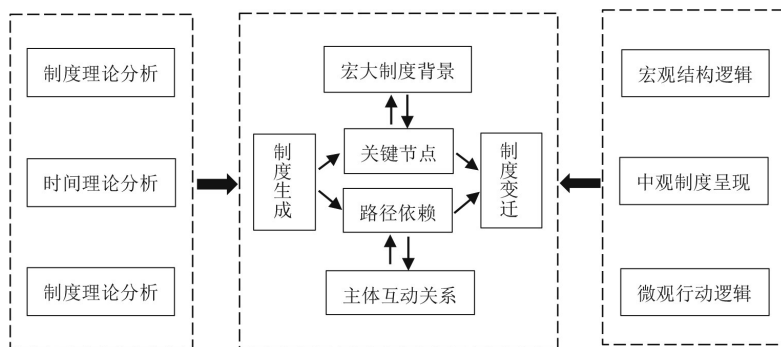 制度理论分析
时间理论分析
制度理论分析
宏大制度背景
制度生成
关键节点
路径依赖
制度变迁
主体互动关系
宏观结构逻辑
中观制度呈现
微观行动逻辑